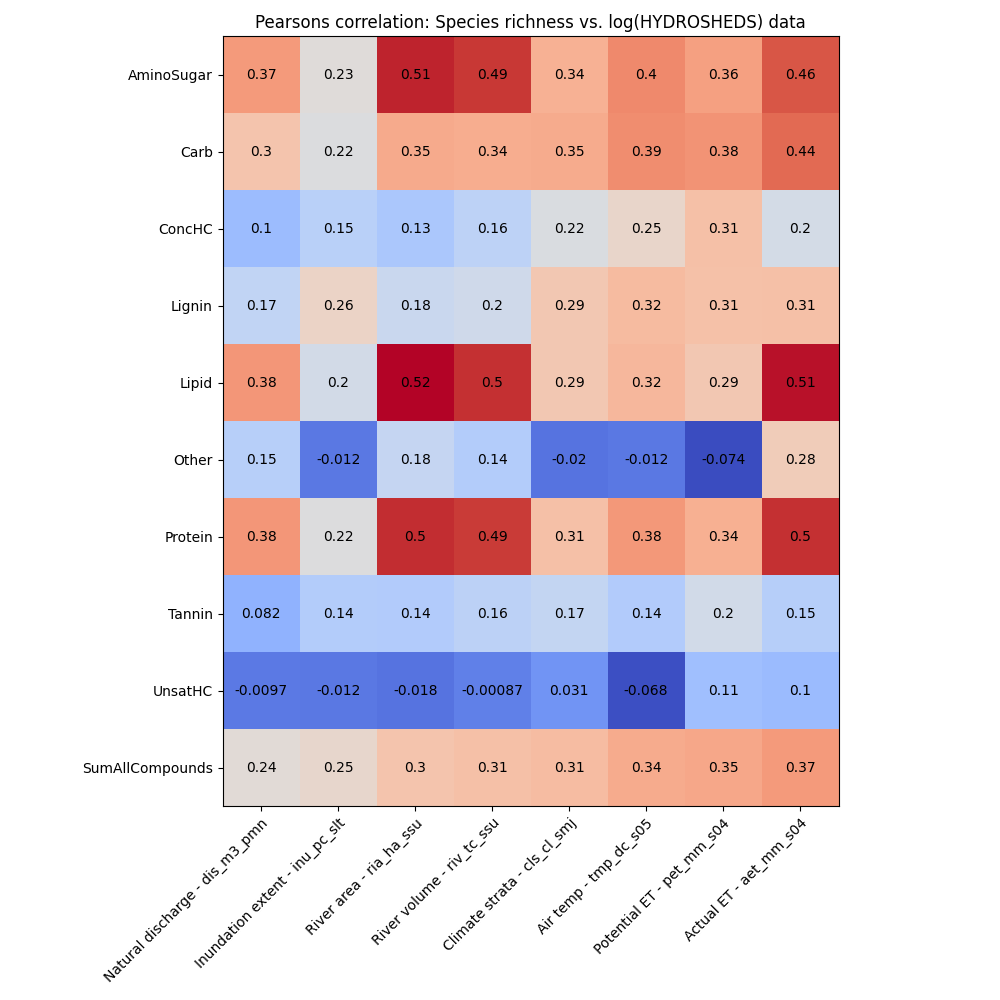 Pearsons correlation: Species richness vs. log(HYDROSHEDS) data
AminoSugar 0.37 0.23 0.51 0.49 0.34 0.4 0.36 0.46
Carb 0.3 0.22 0.35 0.34 0.35 0.39 0.38 0.44
ConcHC 0.1 0.15 0.13 0.16 0.22 0.25 0.31 0.2
Lignin 0.17 0.26 0.18 0.2 0.29 0.32 0.31 0.31
Lipid 0.38 0.2 0.52 0.5 0.29 0.32 0.29 0.51
Other 0.15 -0.012 0.18 0.14 -0.02 -0.012 -0.074 0.28
Protein 0.38 0.22 0.5 0.49 0.31 0.38 0.34 0.5
Tannin 0.082 0.14 0.14 0.16 0.17 0.14 0.2 0.15
UnsatHC -0.0097 -0.012 -0.018 -0.00087 0.031 -0.068 0.11 0.1
SumAllCompounds 0.24 0.25 0.3 0.31 0.31 0.34 0.35 0.37
Natural discharge - dis_m3_pmn
Inundation extent - inu_pc_slt
River area - ria_ha_ssu
River volume - riv_tc_ssu
Climate strata - cls_cl_smj
Air temp - tmp_dc_s05
Potential ET - pet_mm_s04
Actual ET - aet_mm_s04